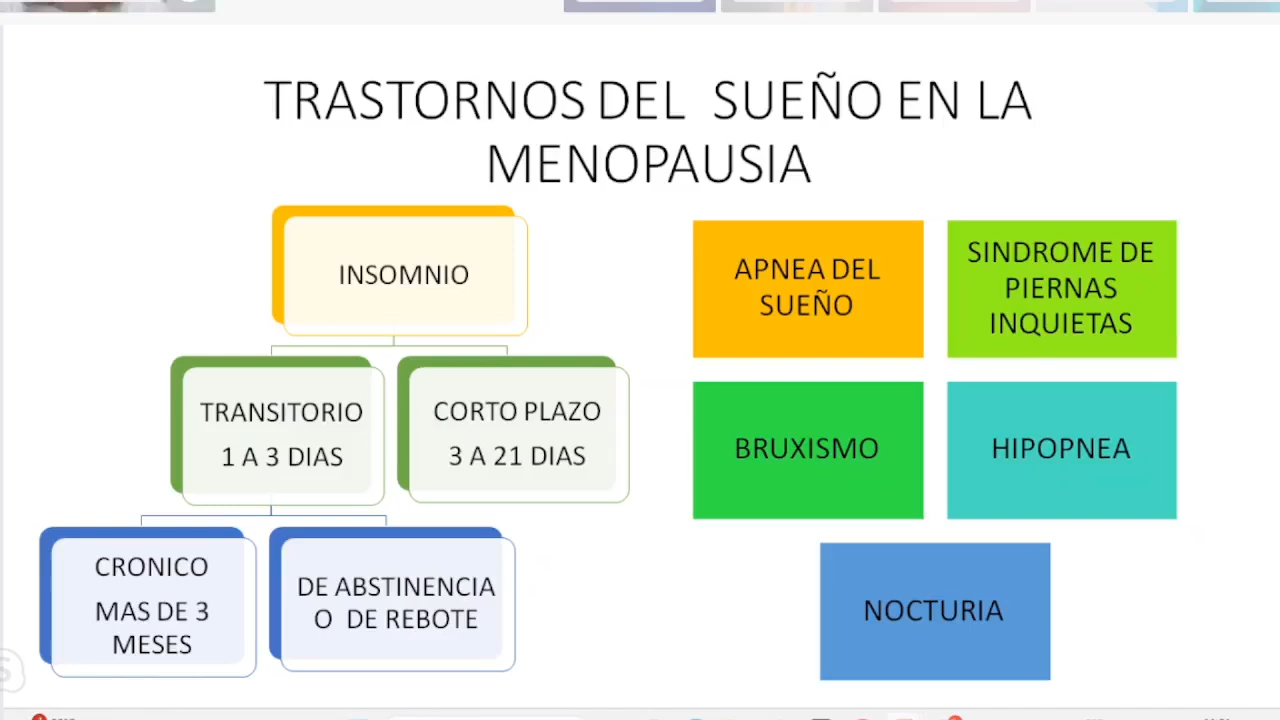 TRASTORNOS DEL SUEÑO EN LA
MENOPAUSIA
INSOMNIO
TRANSITORIO
1 A 3 DIAS
CORTO PLAZO
3 A 21 DIAS
CRONICO
MAS DE 3
MESES
DE ABSTINENCIA
O DE REBOTE
APNEA DEL
SUEÑO
SINDROME DE
PIERNAS
INQUIETAS
BRUXISMO
HIPOPNEA
NOCTURIA